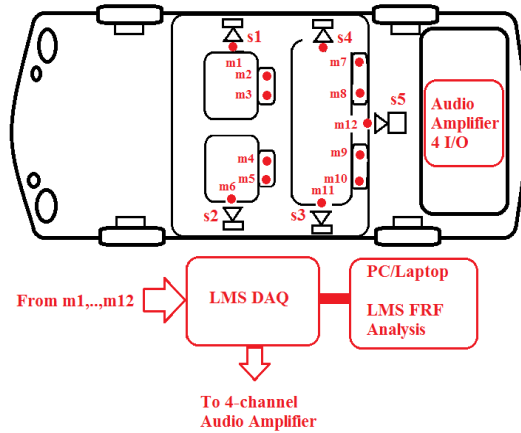 s1
s4
m1
m2
m3
m7
m8
s5
m12
Audio
Amplifier
4 I/O
m4
m5
m6
m9
m10
m11
s2
s3
From m1,..,m12
LMS DAQ
PC/Laptop
LMS FRF
Analysis
To 4-channel
Audio Amplifier